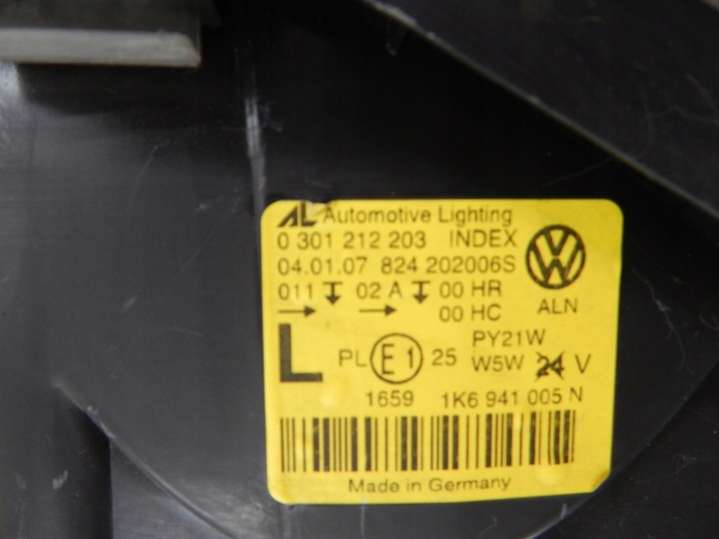 AL Automotive Lighting
0 301 212 203 INDEX
04.01.07 824 202006S
011 02 A 00 HR
00 HC ALN
L PL E1 25 PY21W
W5W 24 V
1659 1K6 941 005 N
Made in Germany